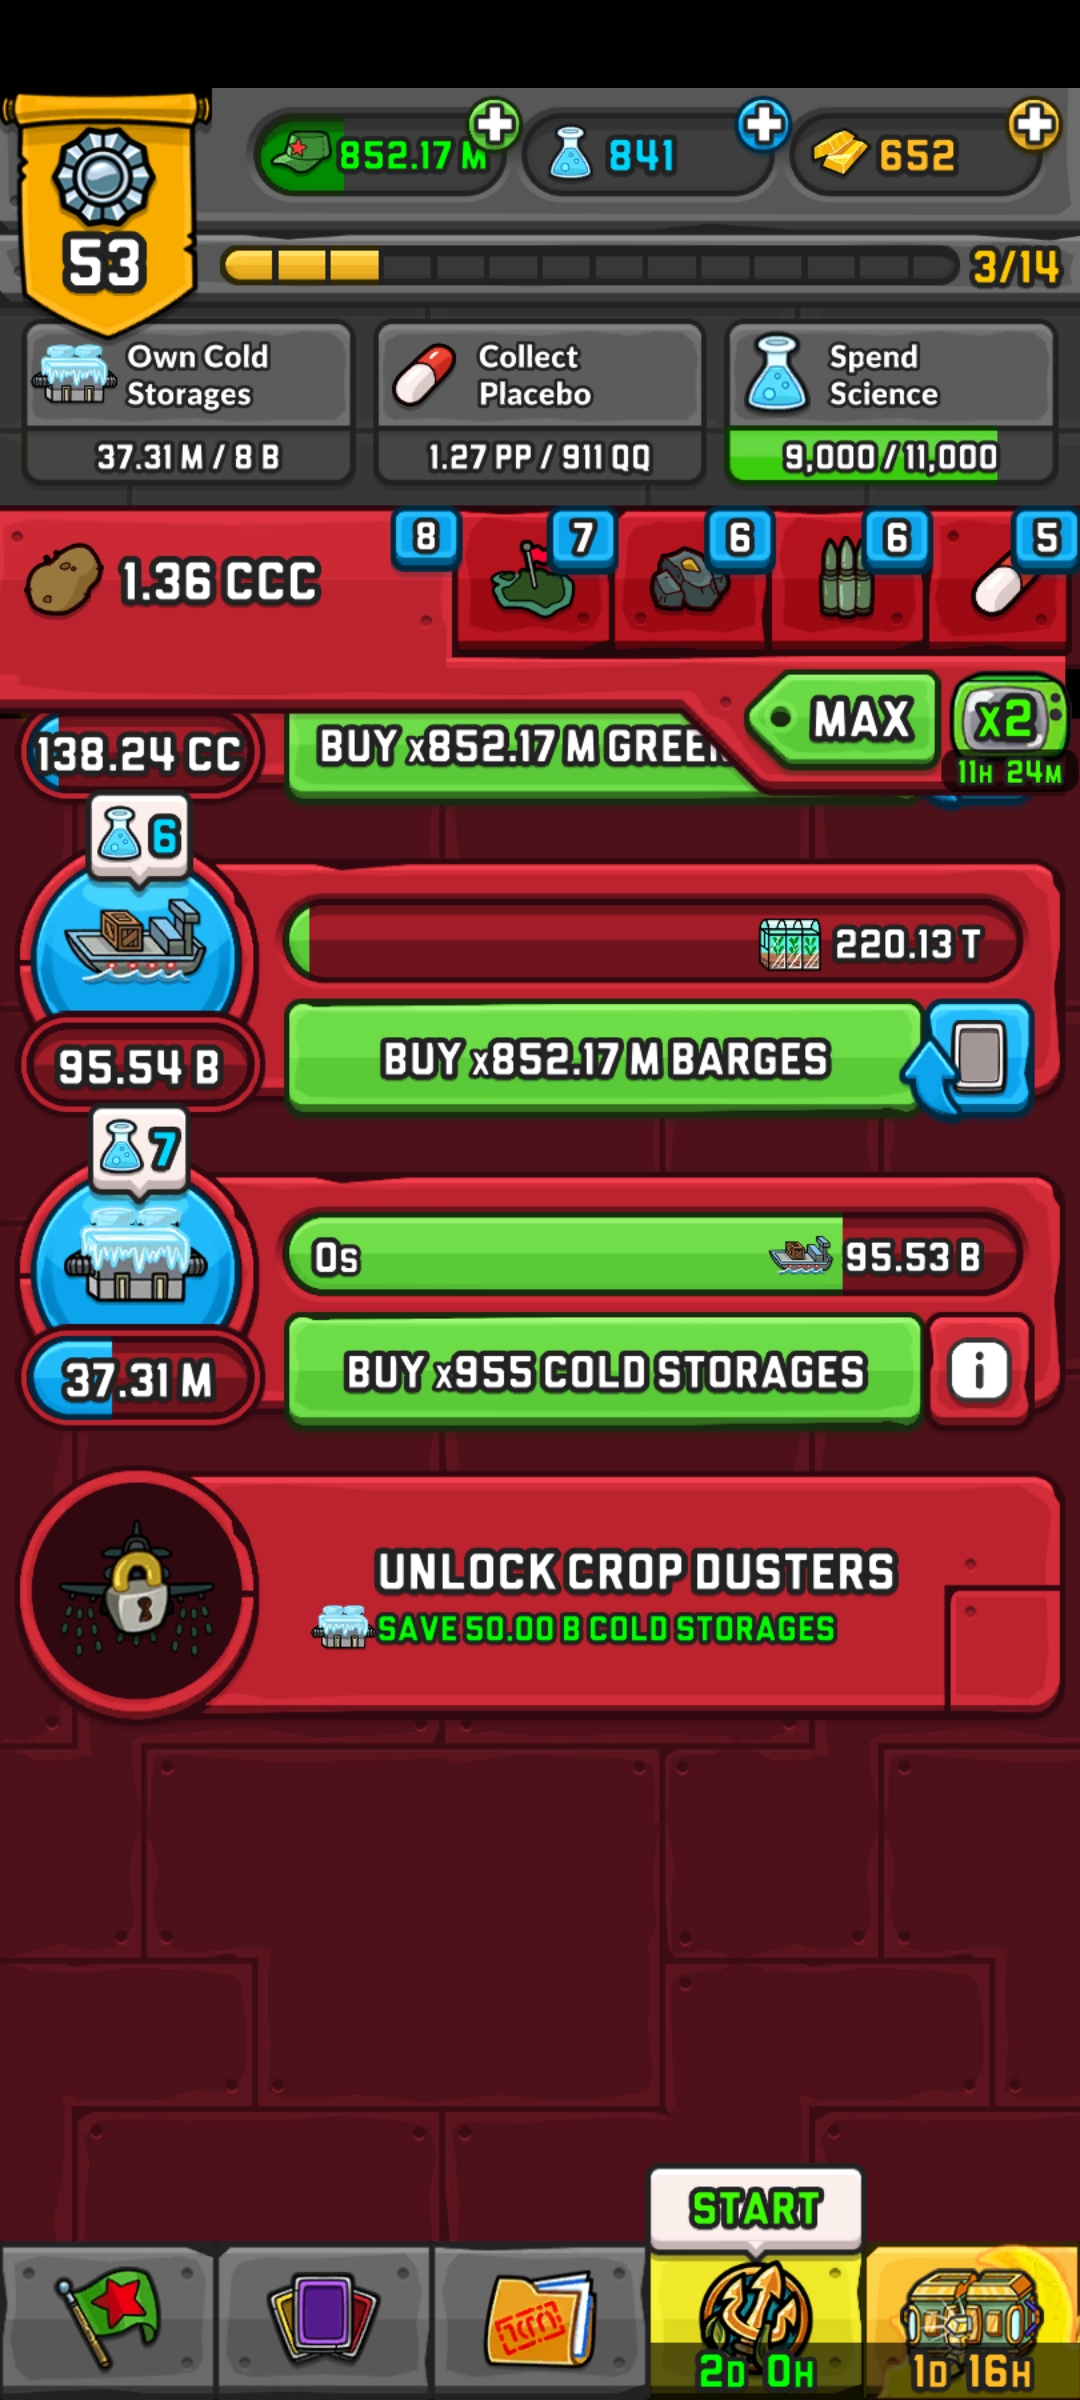 852.17 M
841
652
53
3/14
Own Cold
Storages
37.31 M / 8 B
Collect
Placebo
1.27 PP / 911 QQ
Spend
Science
9,000 / 11,000
1.36 CCC
8
7
6
6
5
MAX
x2
11H 24M
138.24 CC
BUY x852.17 M
6
220.13 T
95.54 B
BUY x852.17 M BARGES
7
0s
95.53 B
37.31 M
BUY x955 COLD STORAGES
i
UNLOCK CROP DUSTERS
SAVE 50.00 B COLD STORAGES
START
2D 0H
1D 16H